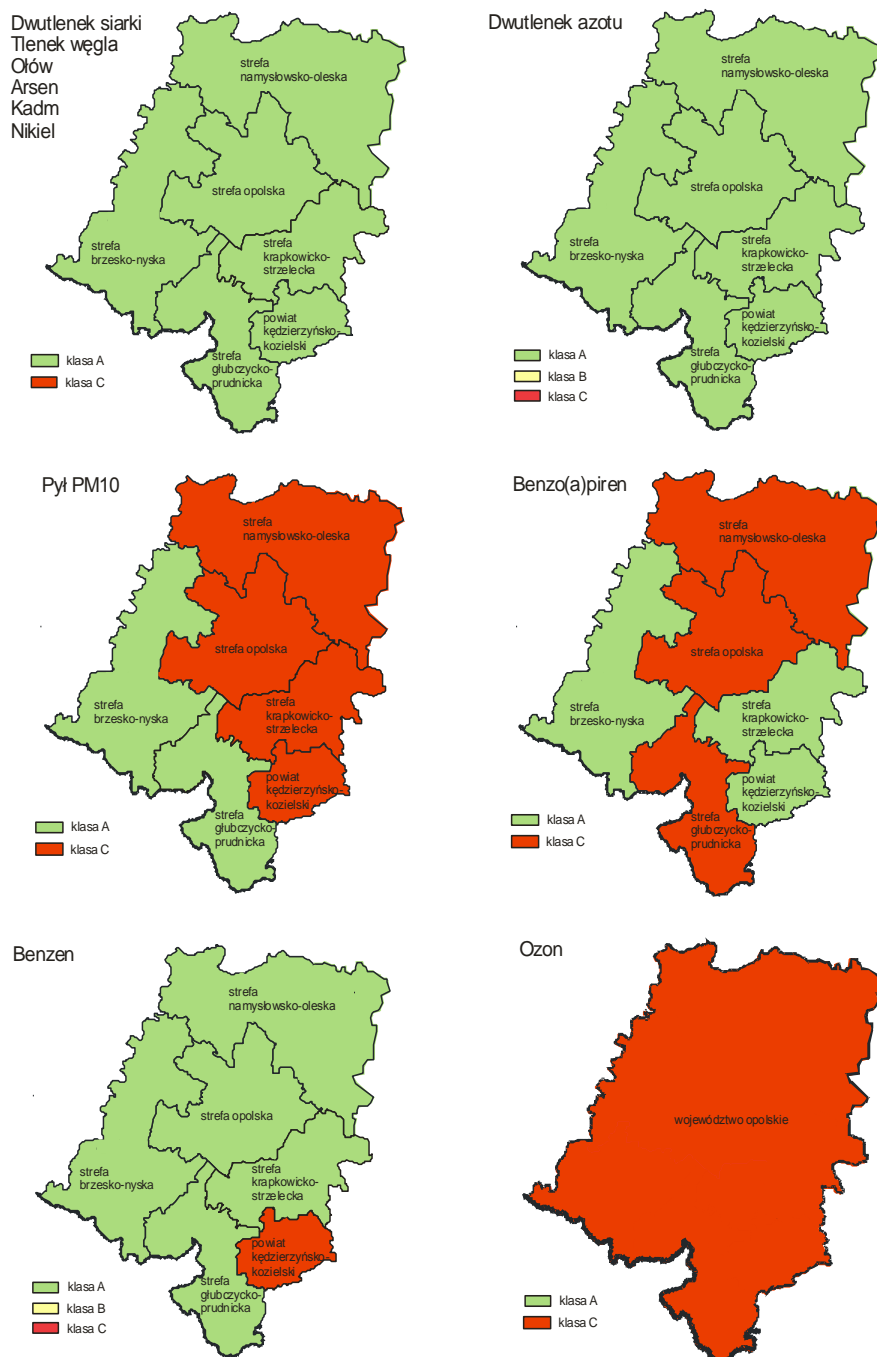 Dwutlenek siarki
Tlenek węgla
Ołów
Arsen
Kadm
Nikiel
strefa
namysłowsko-oleska
strefa opolska
strefa
brzesko-nyska
strefa
krapkowicko-
strzelecka
powiat
kędzierzyńsko-
kozielski
strefa
głubczycko-
prudnicka
klasa A
klasa C
Dwutlenek azotu
strefa
namysłowsko-oleska
strefa opolska
strefa
brzesko-nyska
strefa
krapkowicko-
strzelecka
powiat
kędzierzyńsko-
kozielski
strefa
głubczycko-
prudnicka
klasa A
klasa B
klasa C
Pył PM10
strefa
namysłowsko-oleska
strefa opolska
strefa
brzesko-nyska
strefa
krapkowicko-
strzelecka
powiat
kędzierzyńsko-
kozielski
strefa
głubczycko-
prudnicka
klasa A
klasa C
Benzo(a)piren
strefa
namysłowsko-oleska
strefa opolska
strefa
brzesko-nyska
strefa
krapkowicko-
strzelecka
powiat
kędzierzyńsko-
kozielski
strefa
głubczycko-
prudnicka
klasa A
klasa C
Benzen
strefa
namysłowsko-oleska
strefa opolska
strefa
brzesko-nyska
strefa
krapkowicko-
strzelecka
powiat
kędzierzyńsko-
kozielski
strefa
głubczycko-
prudnicka
klasa A
klasa B
klasa C
Ozon
województwo opolskie
klasa A
klasa C